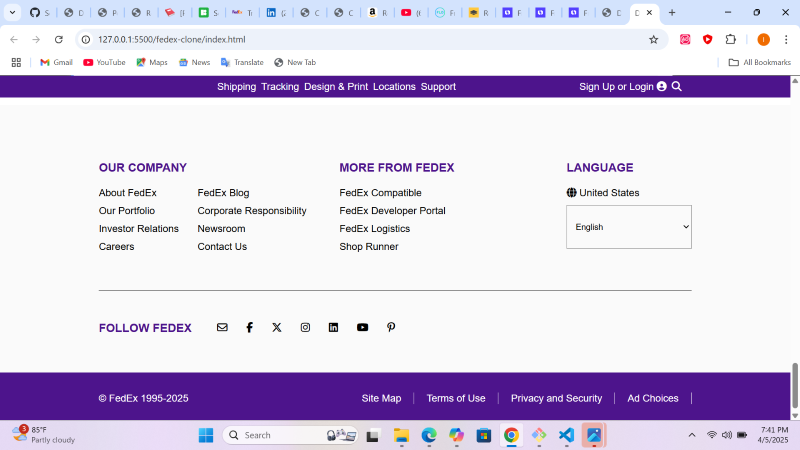 127.0.0.1:5500/fedex-clone/index.html
Gmail YouTube Maps News Translate New Tab All Bookmarks
Shipping Tracking Design & Print Locations Support Sign Up or Login
OUR COMPANY MORE FROM FEDEX LANGUAGE
About FedEx FedEx Blog FedEx Compatible United States
Our Portfolio Corporate Responsibility FedEx Developer Portal
English
Investor Relations Newsroom FedEx Logistics
Careers Contact Us Shop Runner
FOLLOW FEDEX
© FedEx 1995-2025 Site Map Terms of Use Privacy and Security Ad Choices
3 85°F Search 7:41 PM
Partly cloudy 4/5/2025